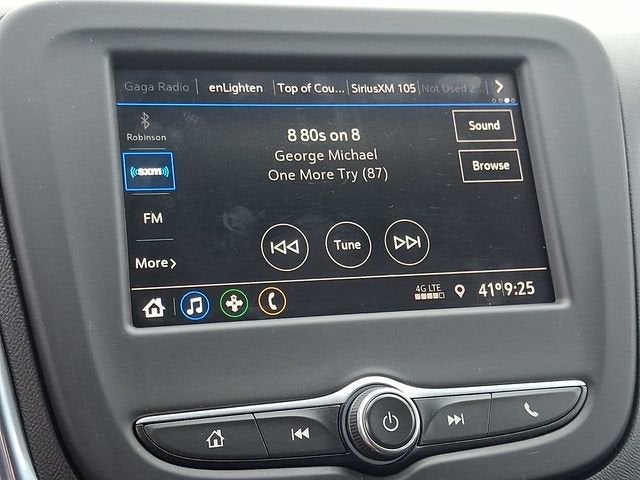 Gaga Radio enLighten Top of Cou... SiriusXM 105 Not Used 2...
Robinson
8 80s on 8
Sound
George Michael
sxm
Browse
One More Try (87)
FM
Tune
More
4G LTE
41° 9:25